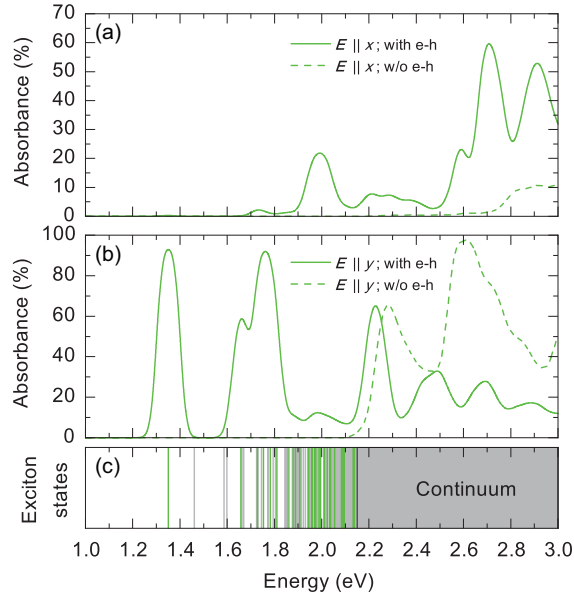 (a)
E || x; with e-h
E || x; w/o e-h
Absorbance (%)
70
60
50
40
30
20
10
0
(b)
E || y; with e-h
E || y; w/o e-h
Absorbance (%)
100
80
60
40
20
0
(c)
Exciton
states
Continuum
1.0 1.2 1.4 1.6 1.8 2.0 2.2 2.4 2.6 2.8 3.0
Energy (eV)